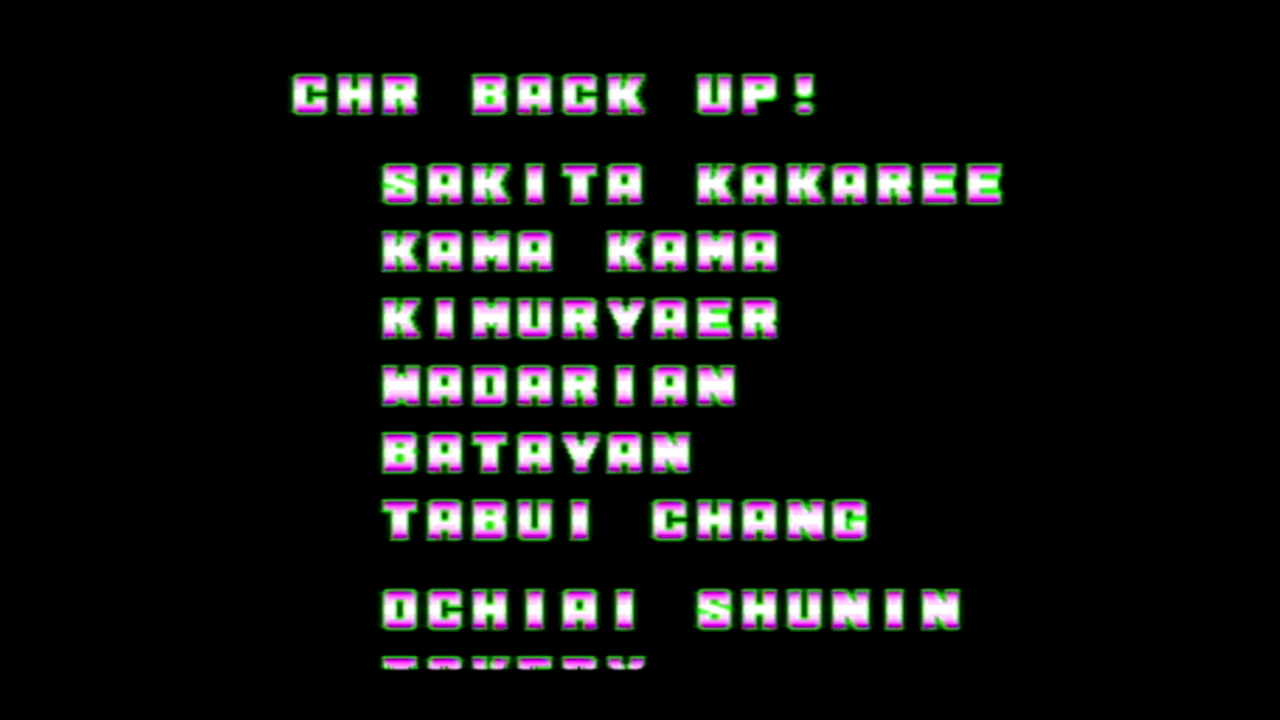 CHR BACK UP!
SAKITA KAKAREE
KAMA KAMA
KIMURYAER
WADARIAN
BATAYAN
TABUI CHANG
OCHIAI SHUNIN